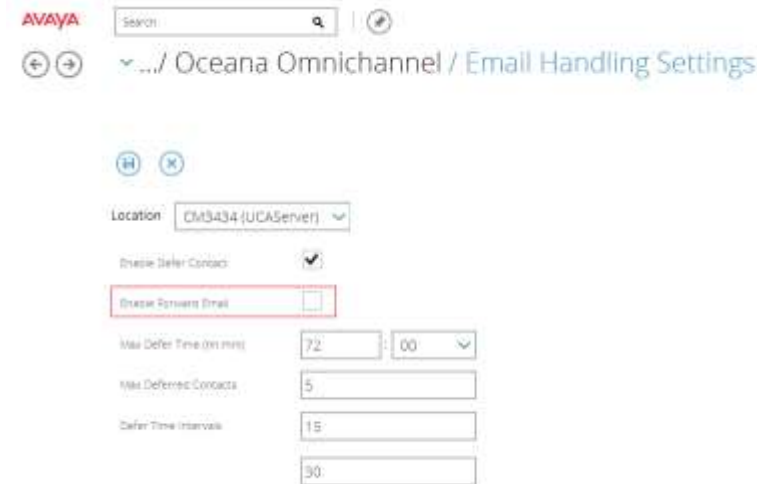 AVAYA Search
.../ Oceana Omnichannel / Email Handling Settings
Location CM3434 (UCAServer)
Enable Defer Contact
Enable Forward Email
Max Defer Time (hh:mm) 72 : 00
Max Deferred Contacts 5
Defer Time Intervals 15
30